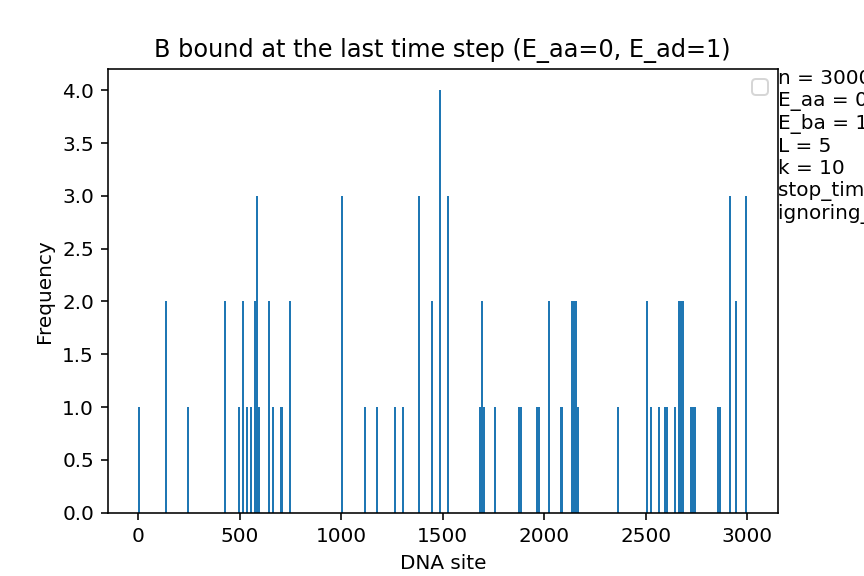 B bound at the last time step (E_aa=0, E_ad=1)
n = 3000
E_aa = 0
E_ba = 1
L = 5
k = 10
stop_tim
ignoring_
Frequency
4.0
3.5
3.0
2.5
2.0
1.5
1.0
0.5
0.0
0 500 1000 1500 2000 2500 3000
DNA site